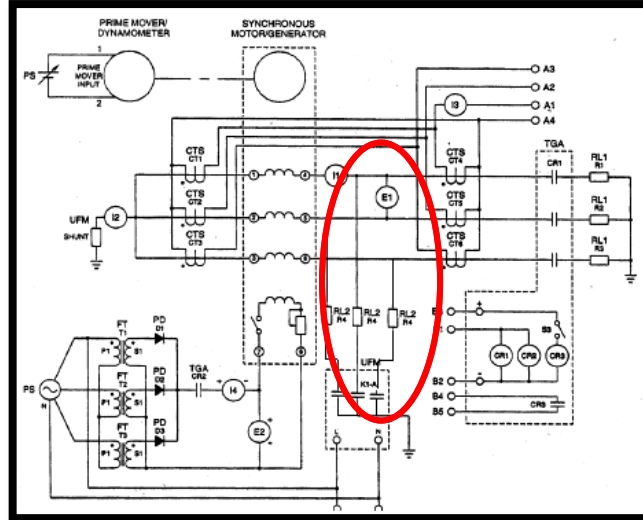 PRIME MOVER/
DYNAMOMETER
SYNCHRONOUS
MOTOR/GENERATOR
1
PS
PRIME
MOVER
INPUT
2
A3
A2
I3
A1
A4
TGA
CTS
CT1
CTS
CT4
CR1
RL1
R1
1
4
I1
E1
CTS
CT2
CTS
CT5
RL1
R2
UFM
I2
2
5
SHUNT
CTS
CT3
CTS
CT6
RL1
R3
3
6
RL2
R4
RL2
R4
RL2
R4
S3
CR1
CR2
CR3
FT
T1
PD
D1
P1
S1
7
8
TGA
CR2
UFM
K1-A
B2
B4
B5
CR3
FT
T2
PD
D2
I4
PS
N
P1
S1
FT
T3
PD
D3
E2
P1
S1
L
N